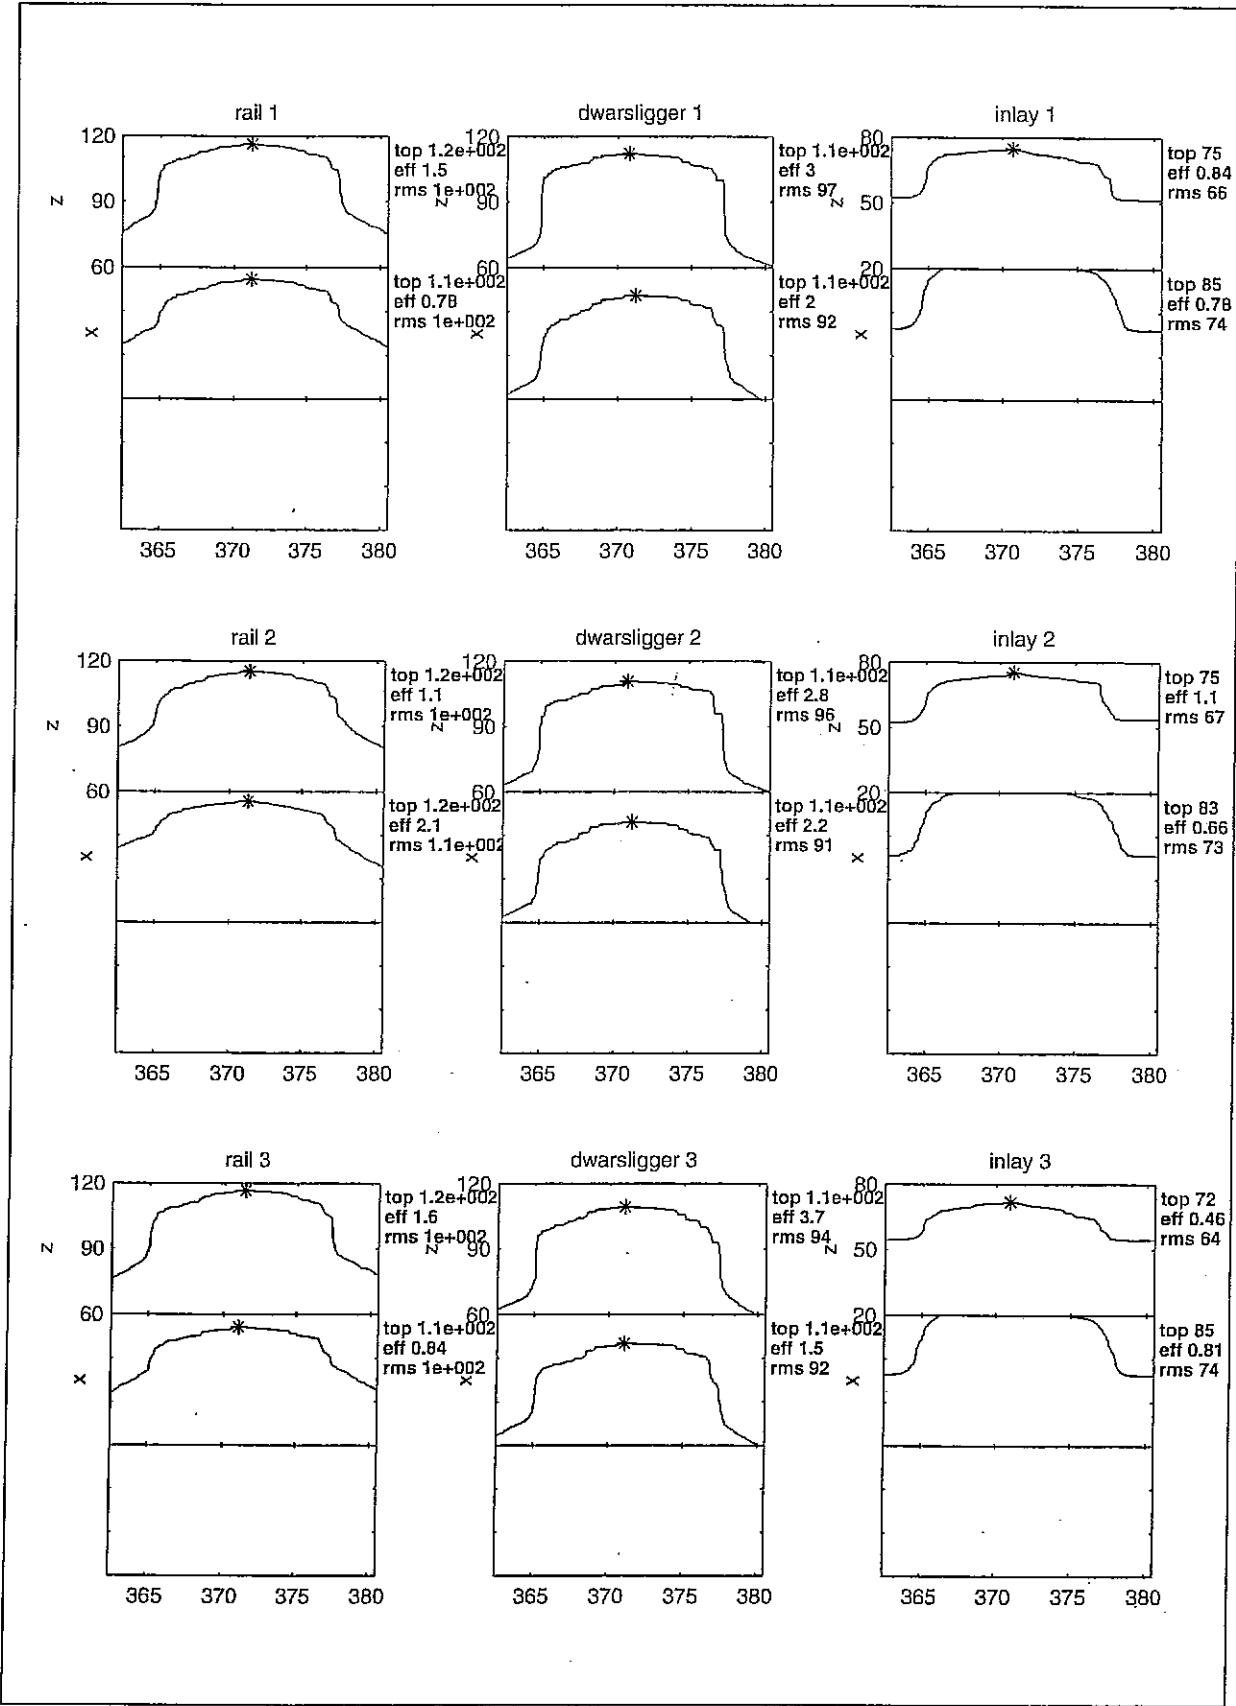 rail 1
120
90
60
z
x
top 1.2e+002
eff 1.5
rms 1e+002
top 1.1e+002
eff 0.78
rms 1e+002
365 370 375 380
dwarsligger 1
120
90
60
z
x
top 1.1e+002
eff 3
rms 97
top 1.1e+002
eff 2
rms 92
365 370 375 380
inlay 1
80
50
20
z
x
top 75
eff 0.84
rms 66
top 85
eff 0.78
rms 74
365 370 375 380
rail 2
120
90
60
z
x
top 1.2e+002
eff 1.1
rms 1e+002
top 1.2e+002
eff 2.1
rms 1.1e+002
365 370 375 380
dwarsligger 2
120
90
60
z
x
top 1.1e+002
eff 2.8
rms 96
top 1.1e+002
eff 2.2
rms 91
365 370 375 380
inlay 2
80
50
20
z
x
top 75
eff 1.1
rms 67
top 83
eff 0.66
rms 73
365 370 375 380
rail 3
120
90
60
z
x
top 1.2e+002
eff 1.6
rms 1e+002
top 1.1e+002
eff 0.84
rms 1e+002
365 370 375 380
dwarsligger 3
120
90
60
z
x
top 1.1e+002
eff 3.7
rms 94
top 1.1e+002
eff 1.5
rms 92
365 370 375 380
inlay 3
80
50
20
z
x
top 72
eff 0.46
rms 64
top 85
eff 0.81
rms 74
365 370 375 380